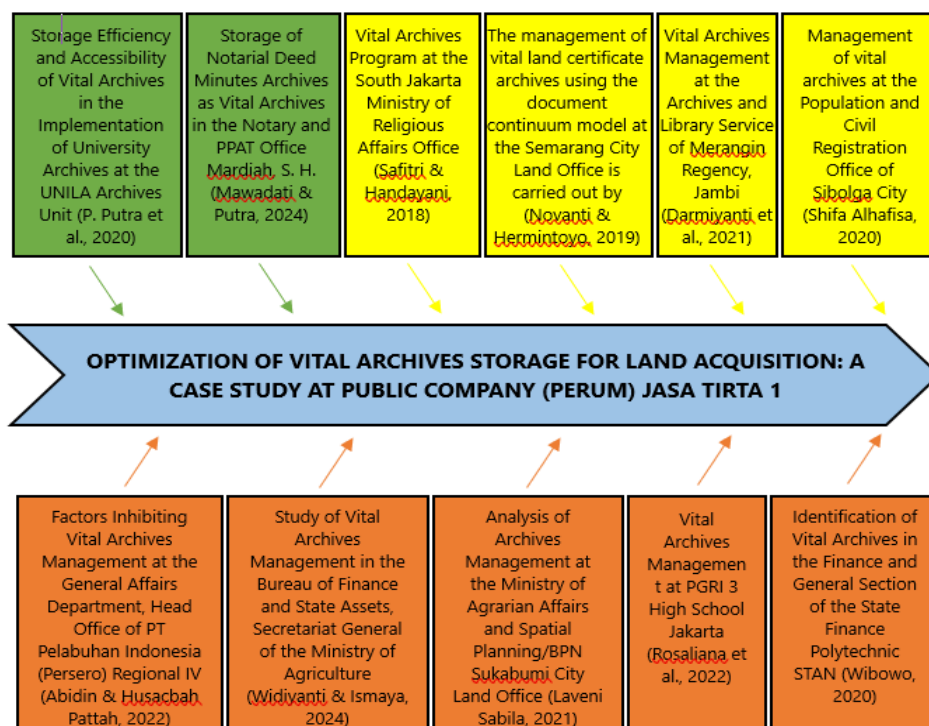 Storage Efficiency
and Accessibility
of Vital Archives
in the
Implementation
of University
Archives at the
UNILA Archives
Unit (P. Putra et
al., 2020)
Storage of
Notarial Deed
Minutes Archives
as Vital Archives
in the Notary and
PPAT Office
Mardiah, S. H.
(Mawadati &
Putra, 2024)
Vital Archives
Program at the
South Jakarta
Ministry of
Religious
Affairs Office
(Safitri &
Handayani,
2018)
The management of
vital land certificate
archives using the
document
continuum model at
the Semarang City
Land Office is
carried out by
(Novanti &
Hermintoyo, 2019)
Vital Archives
Management
at the
Archives and
Library Service
of Merangin
Regency,
Jambi
(Darmiyanti et
al., 2021)
Management
of vital
archives at the
Population and
Civil
Registration
Office of
Sibolga City
(Shifa Alhafisa,
2020)
OPTIMIZATION OF VITAL ARCHIVES STORAGE FOR LAND ACQUISITION: A
CASE STUDY AT PUBLIC COMPANY (PERUM) JASA TIRTA 1
Factors Inhibiting
Vital Archives
Management at the
General Affairs
Department, Head
Office of PT
Pelabuhan Indonesia
(Persero) Regional IV
(Abidin & Husacbah
Pattah, 2022)
Study of Vital
Archives
Management in the
Bureau of Finance
and State Assets,
Secretariat General
of the Ministry of
Agriculture
(Widiyanti & Ismaya,
2024)
Analysis of
Archives
Management at
the Ministry of
Agrarian Affairs
and Spatial
Planning/BPN
Sukabumi City
Land Office (Laveni
Sabila, 2021)
Vital
Archives
Managemen
t at PGRI 3
High School
Jakarta
(Rosaliana et
al., 2022)
Identification of
Vital Archives in
the Finance and
General Section
of the State
Finance
Polytechnic
STAN (Wibowo,
2020)